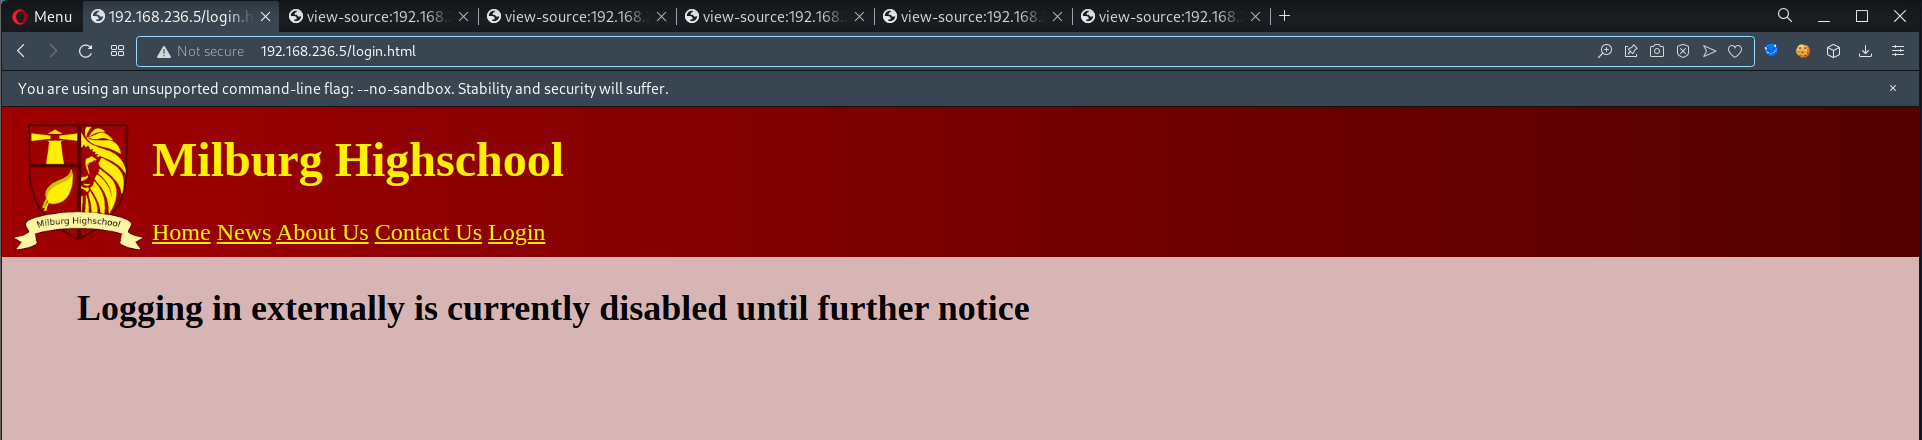 Menu 192.168.236.5/login.h view-source:192.168. view-source:192.168. view-source:192.168. view-source:192.168. view-source:192.168.
Not secure 192.168.236.5/login.html
You are using an unsupported command-line flag: --no-sandbox. Stability and security will suffer.
Milburg Highschool
Milburg Highschool
Home News About Us Contact Us Login
Logging in externally is currently disabled until further notice